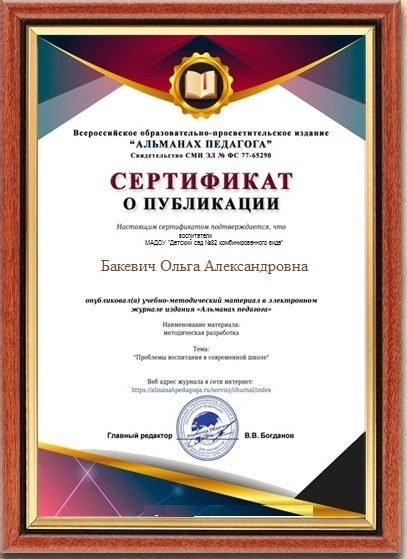 Всероссийское образовательно-просветительское издание
“АЛЬМАНАХ ПЕДАГОГА”
Свидетельство СМИ ЭЛ № ФС 77-65290
СЕРТИФИКАТ
О ПУБЛИКАЦИИ
Настоящим сертификатом подтверждается, что
воспитатели
МАДОУ "Детский сад №82 комбинированного вида"
Бакевич Ольга Александровна
опубликовал(а) учебно-методический материал в электронном
журнале издания «Альманах педагога»
Наименование материала:
методическая разработка
Тема:
"Проблемы воспитания в современной школе"
Веб адрес журнала в сети интернет:
https://almanahpedagoga.ru/servisy/zhurnal/index
Альманах Педагога
Главный редактор
В.В. Богданов